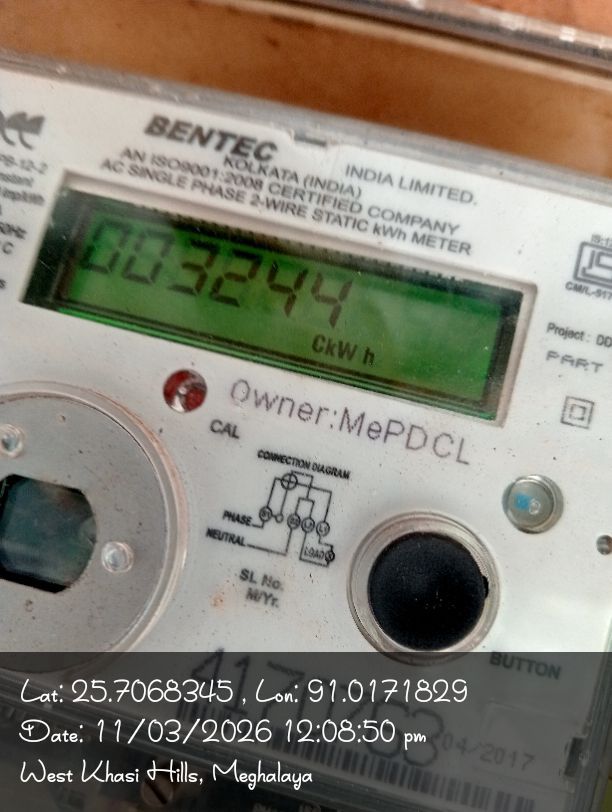 BENTEC
INDIA LIMITED.
KOLKATA (INDIA)
AN ISO9001:2008 CERTIFIED COMPANY
AC SINGLE PHASE 2-WIRE STATIC kWh METER
003244
CkW h
Project:
PART
Owner:MePDCL
CAL
CONNECTION DIAGRAM
PHASE
NEUTRAL
LOAD
SL No.
M/Yr.
BUTTON
04/2017
Lat: 25.7068345 , Lon: 91.0171829
Date: 11/03/2026 12:08:50 pm
West Khasi Hills, Meghalaya